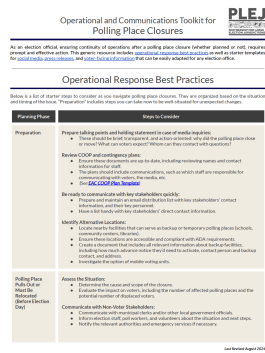 Operational and Communications Toolkit for
Polling Place Closures
PLEJ
As an election official, ensuring continuity of operations after a polling place closure (whether planned or not), requires
prompt and effective action. This generic resource includes operational response best practices as well as starter templates
for social media, press releases, and voter-facing information that can be easily adapted for any election office.
Operational Response Best Practices
Below is a list of starter steps to consider as you navigate polling place closures. They are organized based on the situation
and timing of the issue. "Preparation" includes steps you can take now to be well situated for unexpected changes.
Planning Phase
Steps to Consider
Preparation
Prepare talking points and holding statement in case of media inquiries:
● These should be brief, transparent, and action-oriented: why did the polling place close
or move? What can voters expect? Whom can they contact with questions?
Review COOP and contingency plans:
● Ensure these documents are up-to-date, including reviewing names and contact
information for staff.
● The plans should include communications, such as which staff are responsible for
communicating with voters, the media, etc.
● (See EAC COOP Plan Template)
Be ready to communicate with key stakeholders quickly:
● Prepare and maintain an email distribution list with key stakeholders' contact
information, and their key personnel.
● Have a list handy with key stakeholders' direct contact information.
Identify Alternative Locations:
● Locate nearby facilities that can serve as backup or temporary polling places (schools,
community centers, libraries).
● Ensure these locations are accessible and compliant with ADA requirements.
● Create a document that includes all relevant information about backup facilities,
including how much advance notice they'd need to activate, contact person and backup
contact, and address.
● Investigate the option of mobile voting units.
Polling Place
Pulls Out or
Must Be
Relocated
(Before Election
Day)
Assess the Situation:
● Determine the cause and scope of the closure.
● Evaluate the impact on voters, including the number of affected polling places and the
potential number of displaced voters.
Communicate with Non-Voter Stakeholders:
● Communicate with municipal clerks and/or other local government officials.
● Inform election staff, poll workers, and volunteers about the situation and next steps.
● Notify the relevant authorities and emergency services if necessary.
Last Revised August 2024